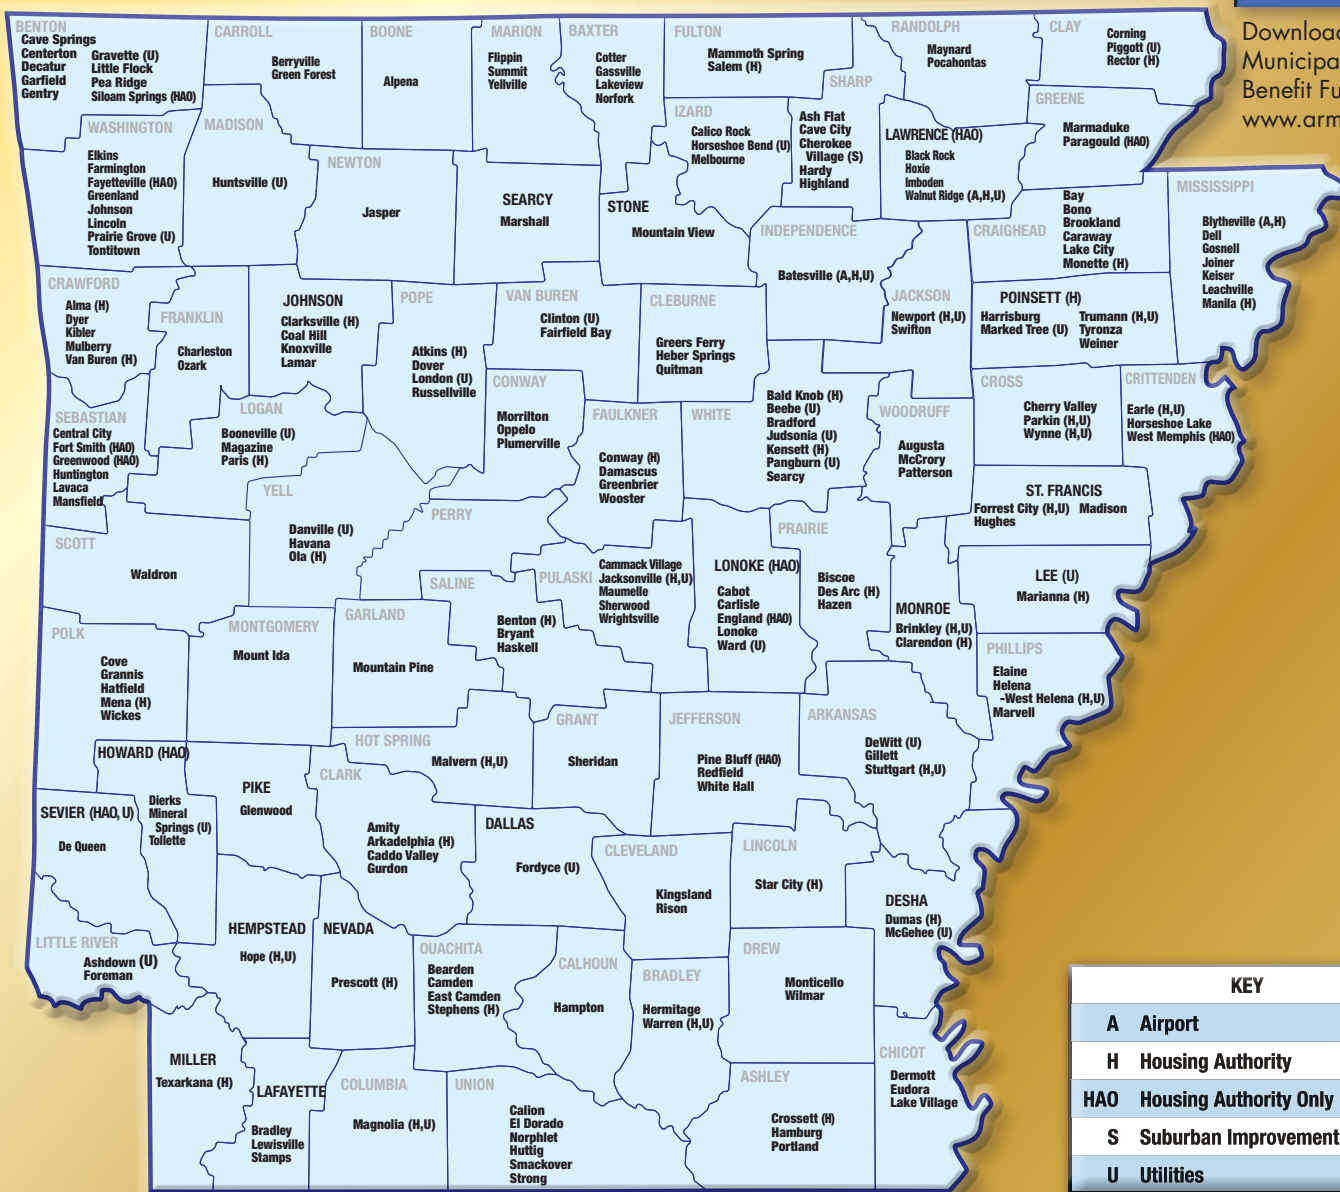 BENTON
Cave Springs
Centerton
Decatur
Garfield
Gentry
Gravette (U)
Little Flock
Pea Ridge
Siloam Springs (HAO)
CARROLL
Berryville
Green Forest
BOONE
Alpena
MARION
Flippin
Summit
Yellville
BAXTER
Cotter
Gassville
Lakeview
Norfork
FULTON
Mammoth Spring
Salem (H)
SHARP
Ash Flat
Cave City
Cherokee
Village (S)
Hardy
Highland
RANDOLPH
Maynard
Pocahontas
CLAY
Corning
Piggott (U)
Rector (H)
Download
Municipa
Benefit Fu
www.arm
WASHINGTON
Elkins
Farmington
Fayetteville (HAO)
Greenland
Johnson
Lincoln
Prairie Grove (U)
Tontitown
MADISON
Huntsville (U)
NEWTON
Jasper
SEARCY
Marshall
STONE
Mountain View
IZARD
Calico Rock
Horseshoe Bend (U)
Melbourne
LAWRENCE (HAO)
Black Rock
Hoxie
Imboden
Walnut Ridge (A,H,U)
GREENE
Marmaduke
Paragould (HAO)
INDEPENDENCE
Batesville (A,H,U)
CRAIGHEAD
Bay
Bono
Brookland
Caraway
Lake City
Monette (H)
MISSISSIPPI
Blytheville (A,H)
Dell
Gosnell
Joiner
Keiser
Leachville
Manila (H)
CRAWFORD
Alma (H)
Dyer
Kibler
Mulberry
Van Buren (H)
FRANKLIN
Charleston
Ozark
JOHNSON
Clarksville (H)
Coal Hill
Knoxville
Lamar
POPE
Atkins (H)
Dover
London (U)
Russellville
VAN BUREN
Clinton (U)
Fairfield Bay
CLEBURNE
Greers Ferry
Heber Springs
Quitman
JACKSON
Newport (H,U)
Swifton
POINSETT (H)
Harrisburg
Marked Tree (U)
Trumann (H,U)
Tyronza
Weiner
SEBASTIAN
Central City
Fort Smith (HAO)
Greenwood (HAO)
Huntington
Lavaca
Mansfield
LOGAN
Booneville (U)
Magazine
Paris (H)
CONWAY
Morrilton
Oppelo
Plumerville
FAULKNER
Conway (H)
Damascus
Greenbrier
Wooster
WHITE
Bald Knob (H)
Beebe (U)
Bradford
Judsonia (U)
Kensett (H)
Pangburn (U)
Searcy
WOODRUFF
Augusta
McCrory
Patterson
CROSS
Cherry Valley
Parkin (H,U)
Wynne (H,U)
CRITTENDEN
Earle (H,U)
Horseshoe Lake
West Memphis (HAO)
YELL
Danville (U)
Havana
Ola (H)
PERRY
ST. FRANCIS
Forrest City (H,U)  Madison
Hughes
SCOTT
Waldron
SALINE
Benton (H)
Bryant
Haskell
PULASKI
Cammack Village
Jacksonville (H,U)
Maumelle
Sherwood
Wrightsville
LONOKE (HAO)
Cabot
Carlisle
England (HAO)
Lonoke
Ward (U)
PRAIRIE
Biscoe
Des Arc (H)
Hazen
MONROE
Brinkley (H,U)
Clarendon (H)
LEE (U)
Marianna (H)
POLK
Cove
Grannis
Hatfield
Mena (H)
Wickes
MONTGOMERY
Mount Ida
GARLAND
Mountain Pine
PHILLIPS
Elaine
Helena
-West Helena (H,U)
Marvell
HOT SPRING
Malvern (H,U)
GRANT
Sheridan
JEFFERSON
Pine Bluff (HAO)
Redfield
White Hall
ARKANSAS
DeWitt (U)
Gillett
Stuttgart (H,U)
HOWARD (HAO)
Dierks
Mineral
Springs (U)
Tollette
PIKE
Glenwood
CLARK
Amity
Arkadelphia (H)
Caddo Valley
Gurdon
SEVIER (HAO, U)
De Queen
DALLAS
Fordyce (U)
CLEVELAND
Kingsland
Rison
LINCOLN
Star City (H)
DESHA
Dumas (H)
McGehee (U)
LITTLE RIVER
Ashdown (U)
Foreman
HEMPSTEAD
Hope (H,U)
NEVADA
Prescott (H)
OUACHITA
Bearden
Camden
East Camden
Stephens (H)
CALHOUN
Hampton
BRADLEY
Hermitage
Warren (H,U)
DREW
Monticello
Wilmar
MILLER
Texarkana (H)
LAFAYETTE
Bradley
Lewisville
Stamps
COLUMBIA
Magnolia (H,U)
UNION
Calion
El Dorado
Norphlet
Huttig
Smackover
Strong
ASHLEY
Crossett (H)
Hamburg
Portland
CHICOT
Dermott
Eudora
Lake Village
KEY
A Airport
H Housing Authority
HAO Housing Authority Only
S Suburban Improvement
U Utilities